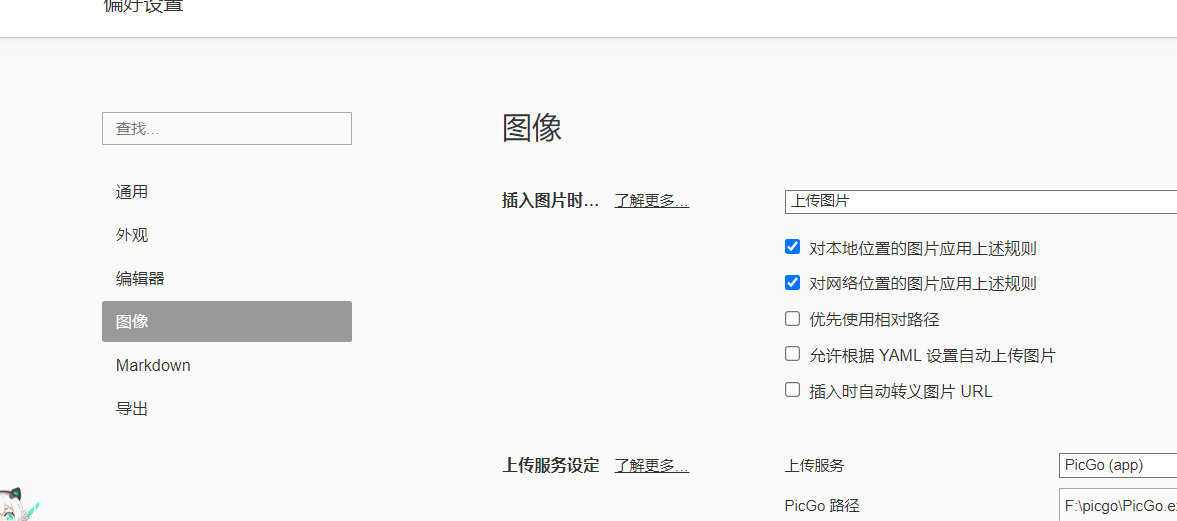 偏好设置
查找...
图像
通用
插入图片时... 了解更多... 上传图片
外观
对本地位置的图片应用上述规则
编辑器
对网络位置的图片应用上述规则
图像
优先使用相对路径
Markdown
允许根据 YAML 设置自动上传图片
导出
插入时自动转义图片 URL
上传服务设定 了解更多... 上传服务 PicGo (app)
PicGo 路径 F:\picgo\PicGo.e